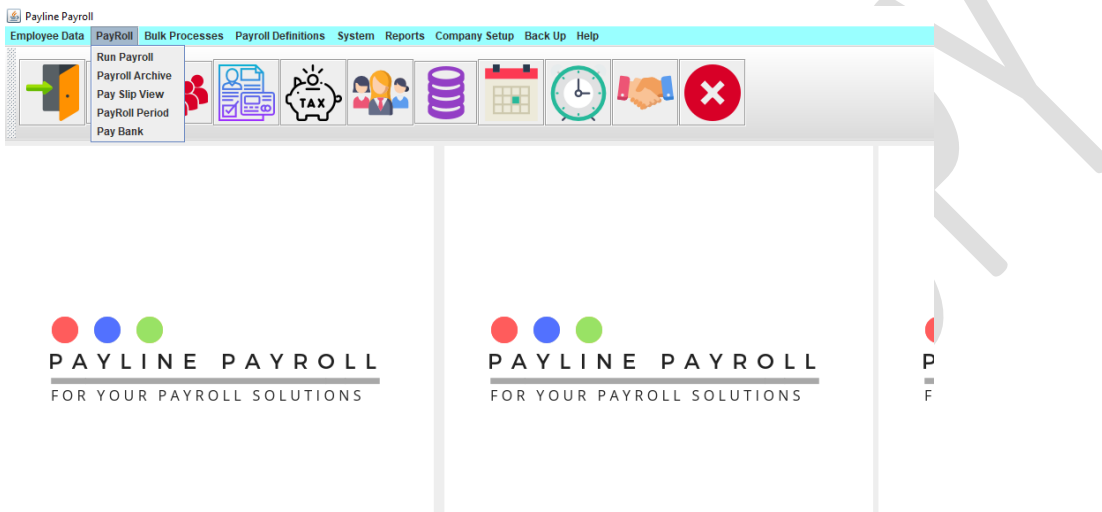 Payline Payroll
Employee Data PayRoll Bulk Processes Payroll Definitions System Reports Company Setup Back Up Help
Run Payroll
Payroll Archive
Pay Slip View
PayRoll Period
Pay Bank
TAX
PAYLINE PAYROLL PAYLINE PAYROLL P
FOR YOUR PAYROLL SOLUTIONS FOR YOUR PAYROLL SOLUTIONS F